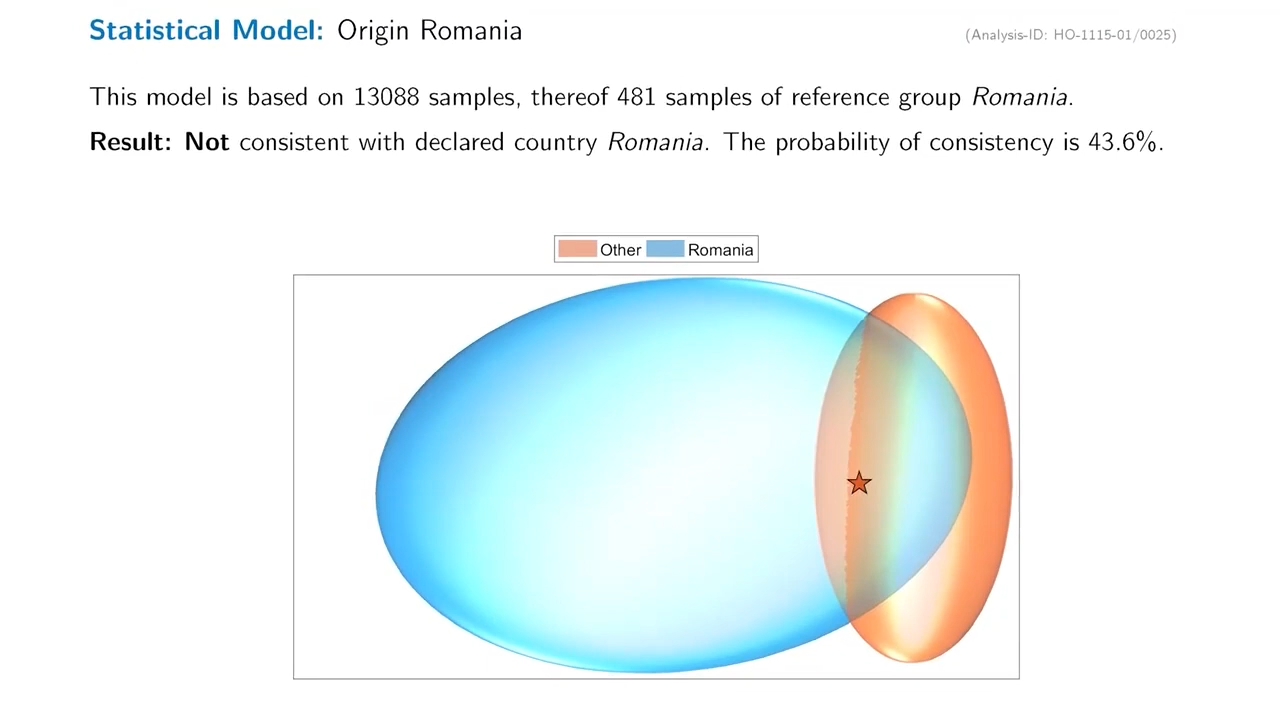 Statistical Model: Origin Romania
(Analysis-ID: HO-1115-01/0025)
This model is based on 13088 samples, thereof 481 samples of reference group Romania.
Result: Not consistent with declared country Romania. The probability of consistency is 43.6%.
Other Romania